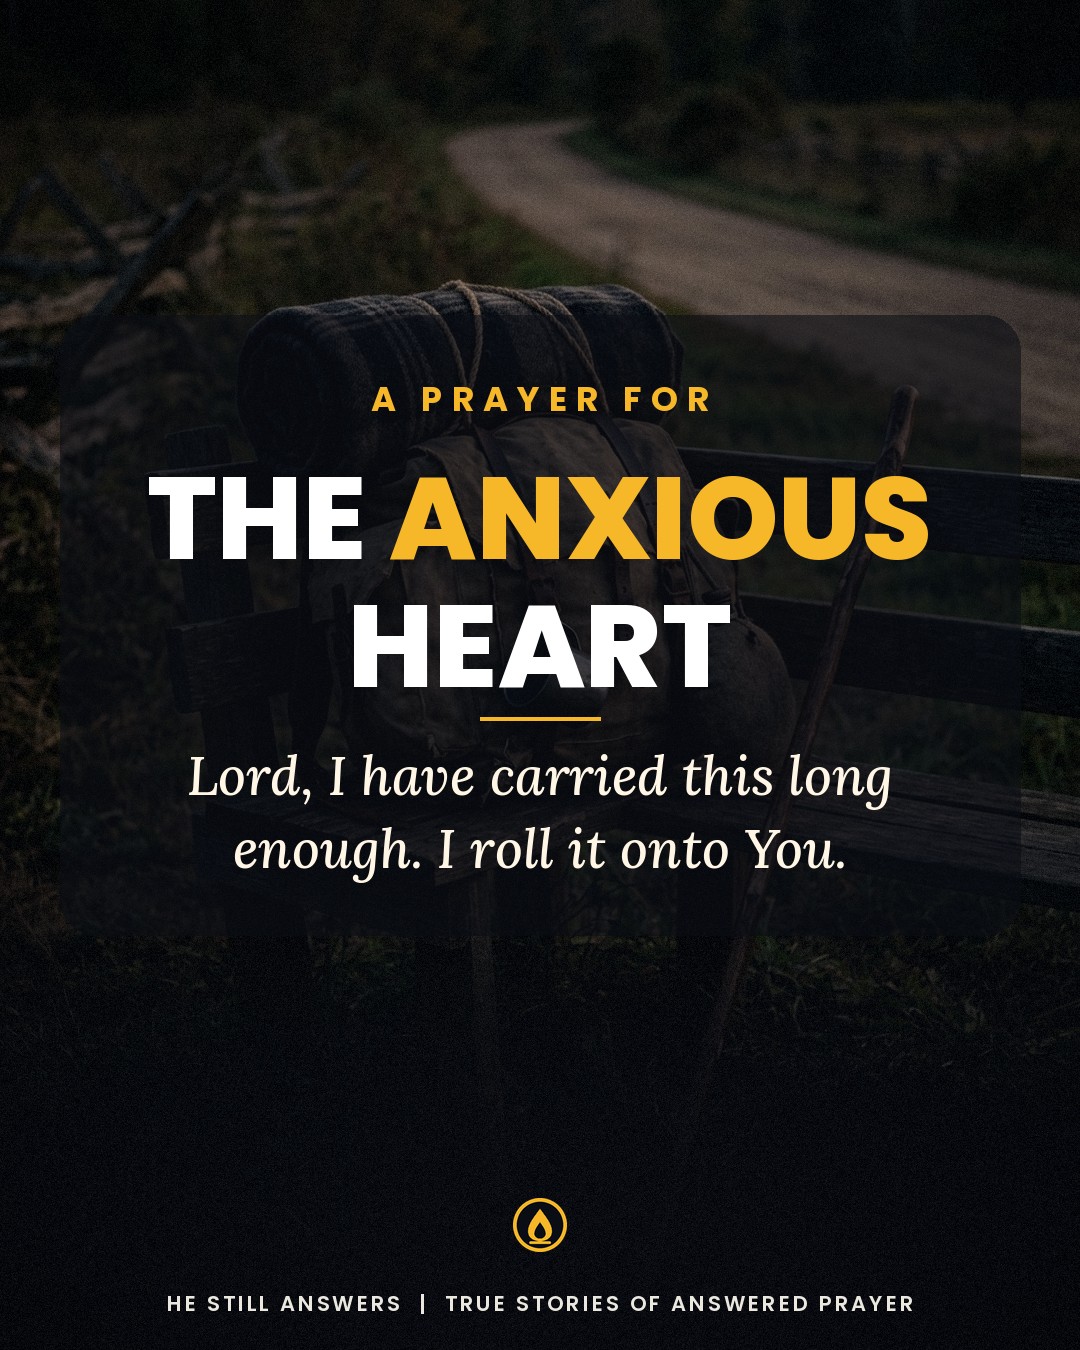 A PRAYER FOR
THE ANXIOUS
HEART
Lord, I have carried this long
enough. I roll it onto You.
HE STILL ANSWERS | TRUE STORIES OF ANSWERED PRAYER